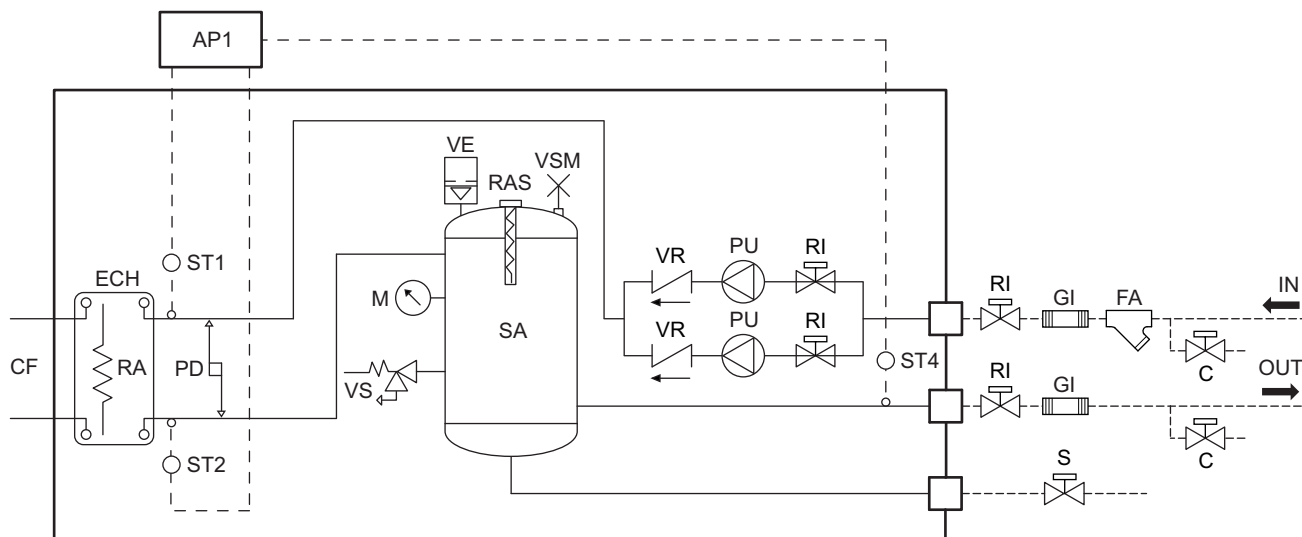 AP1
VE
VSM
RAS
VR
PU
RI
ST1
ECH
M
SA
RI
GI
FA
IN
VR
PU
RI
CF
RA
PD
VS
ST4
RI
GI
C
OUT
ST2
C
S